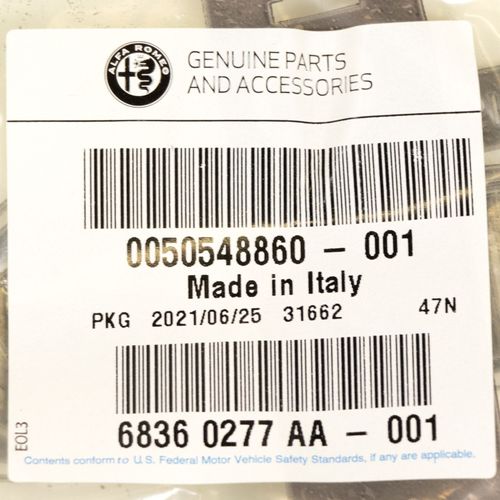 ALFA ROMEO
GENUINE PARTS
AND ACCESSORIES
0050548860 - 001
Made in Italy
PKG 2021/06/25 31662 47N
6836 0277 AA - 001
EOL3
Contents conform to U.S. Federal Motor Vehicle Safety Standards, if any are applicable.